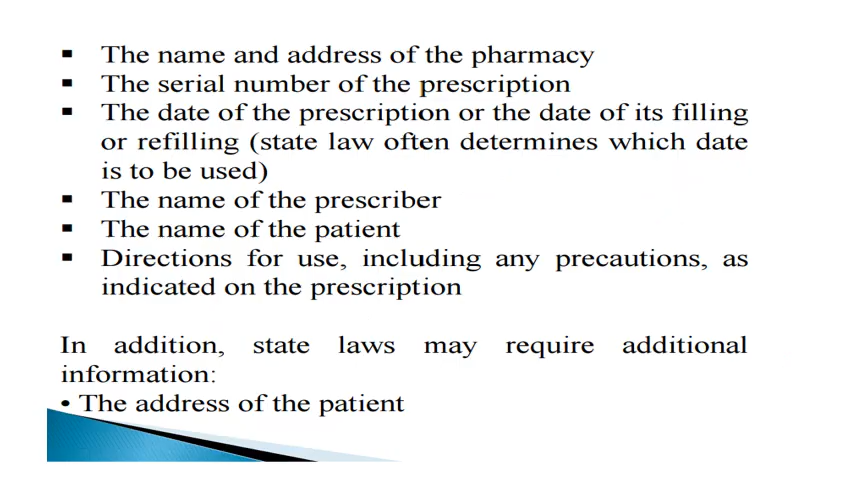 ▪ The name and address of the pharmacy
▪ The serial number of the prescription
▪ The date of the prescription or the date of its filling
or refilling (state law often determines which date
is to be used)
▪ The name of the prescriber
▪ The name of the patient
▪ Directions for use, including any precautions, as
indicated on the prescription
In addition, state laws may require additional
information:
• The address of the patient